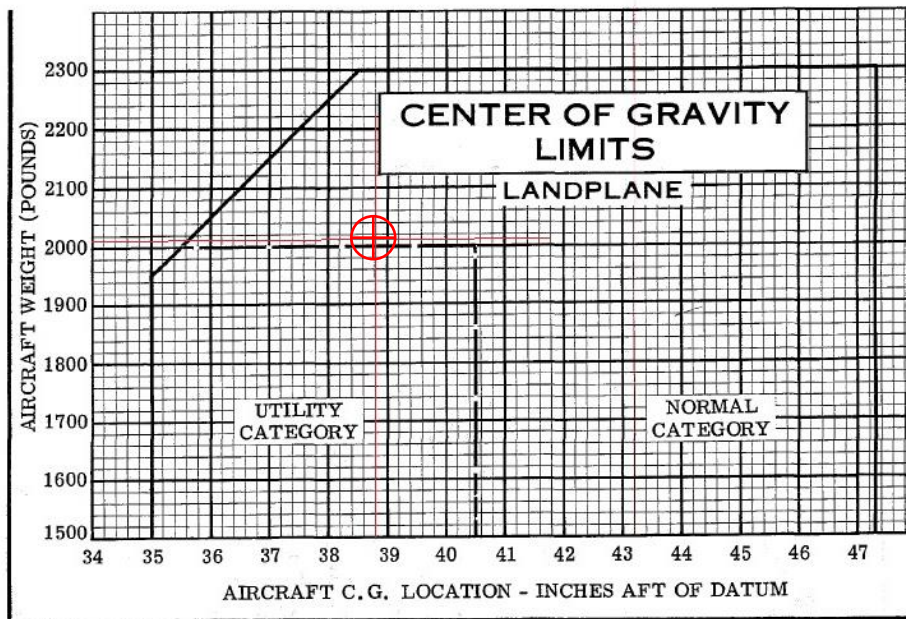 2300
2200
2100
2000
1900
1800
1700
1600
1500
AIRCRAFT WEIGHT (POUNDS)
CENTER OF GRAVITY
LIMITS
LANDPLANE
UTILITY
CATEGORY
NORMAL
CATEGORY
34 35 36 37 38 39 40 41 42 43 44 45 46 47
AIRCRAFT C.G. LOCATION - INCHES AFT OF DATUM